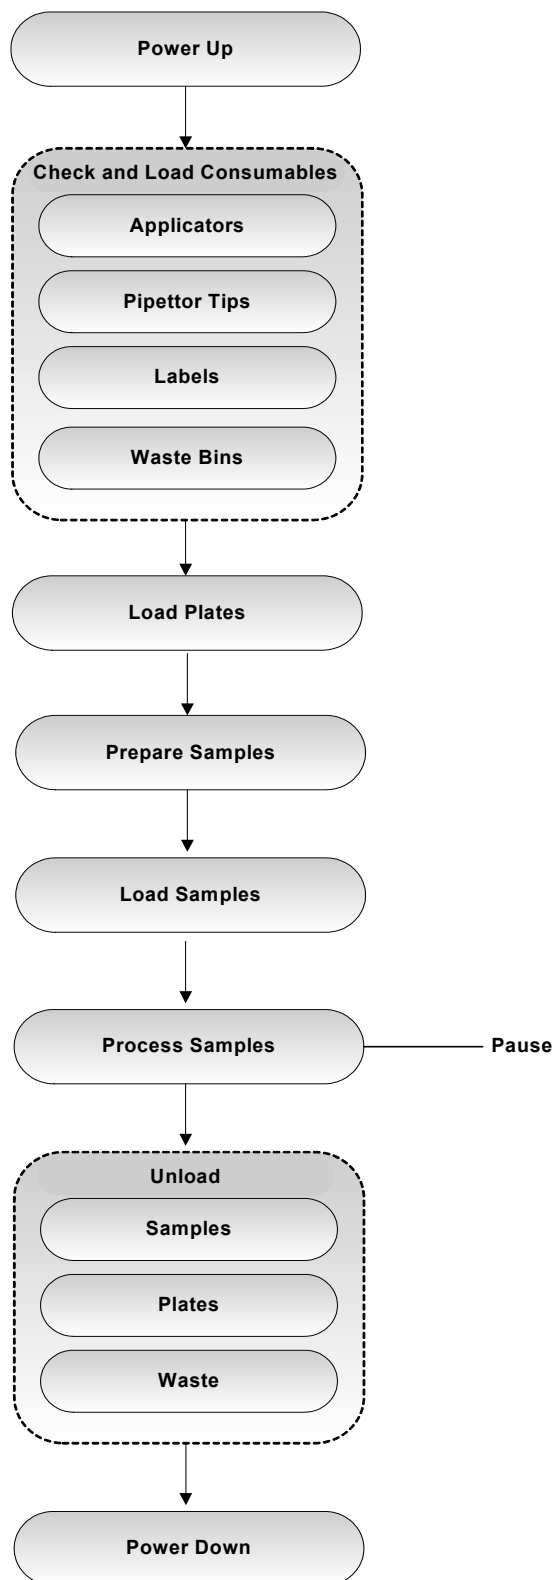 Power Up
Check and Load Consumables
Applicators
Pipettor Tips
Labels
Waste Bins
Load Plates
Prepare Samples
Load Samples
Process Samples
Pause
Unload
Samples
Plates
Waste
Power Down